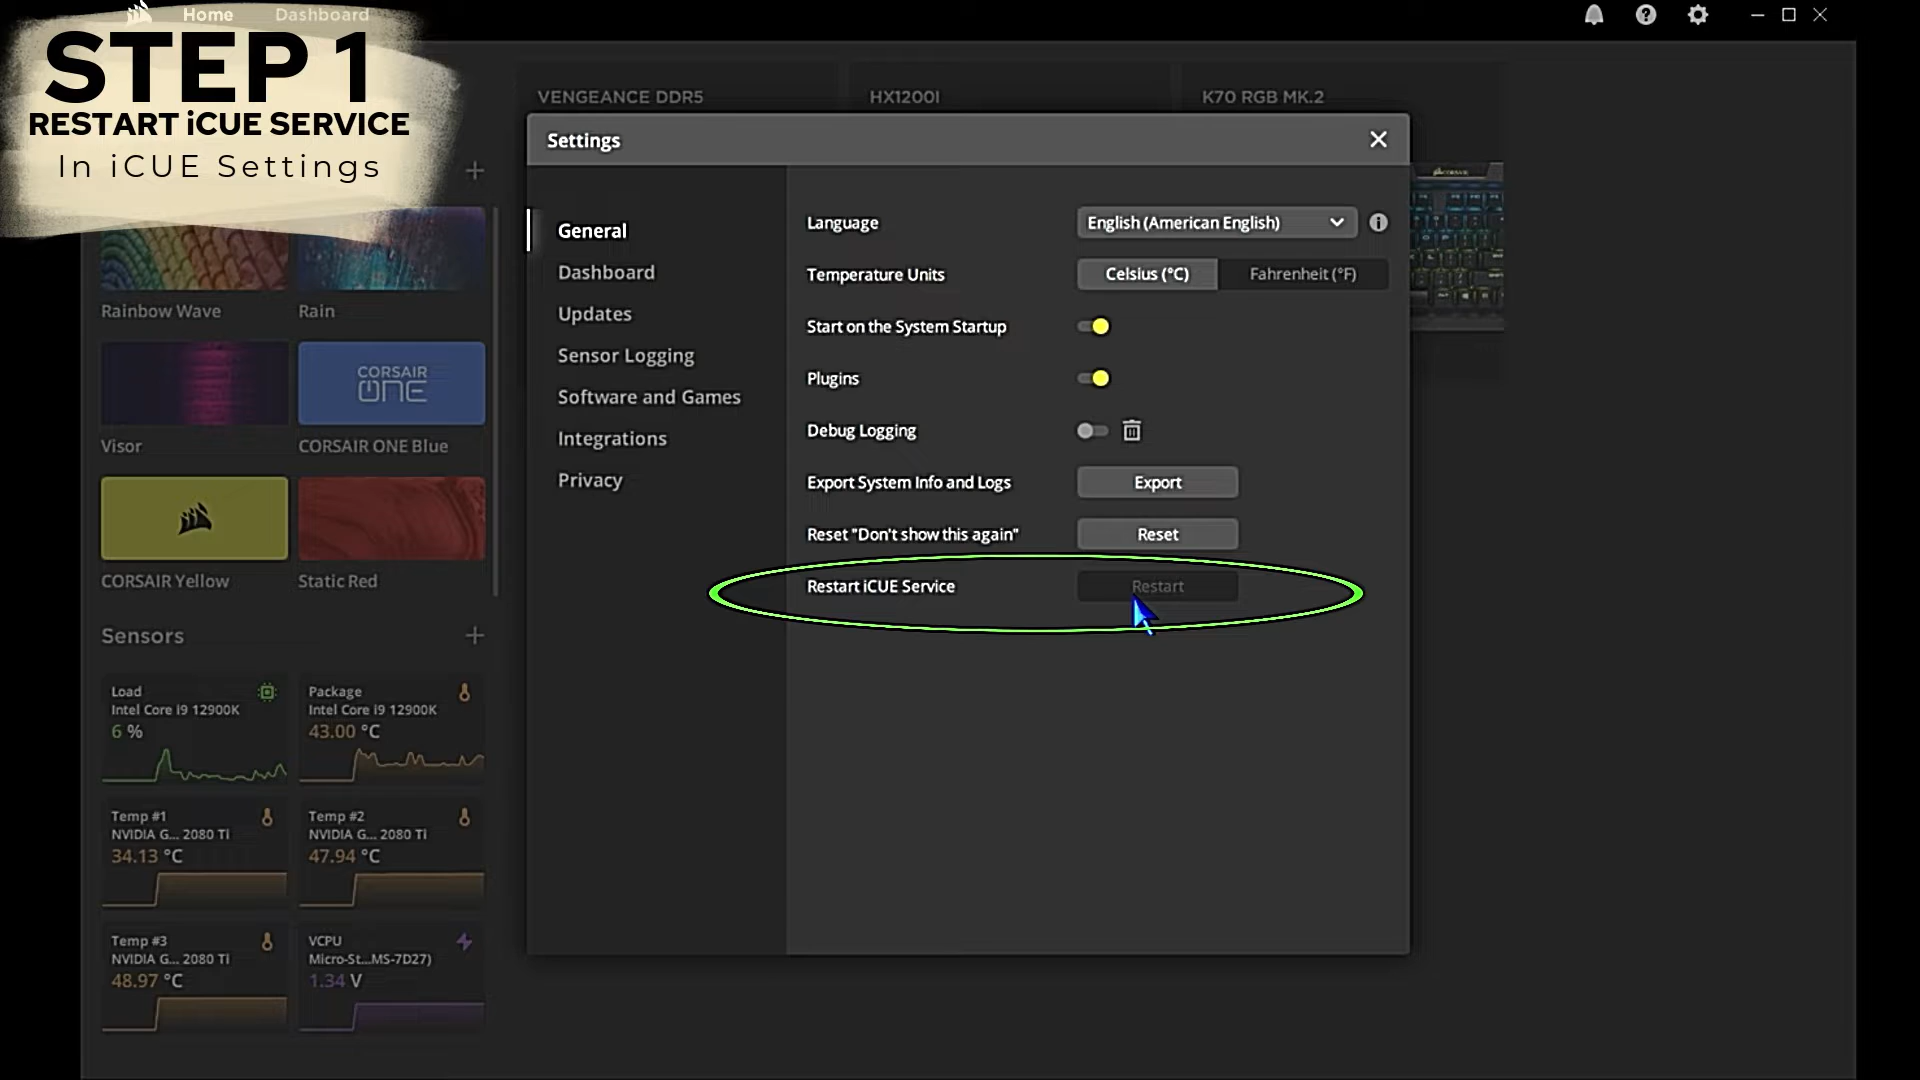 Home
Dashboard
STEP 1
RESTART iCUE SERVICE
In iCUE Settings
VENGEANCE DDR5
HX1200I
K70 RGB MK.2
Settings
General
Dashboard
Updates
Sensor Logging
Software and Games
Integrations
Privacy
Language
English (American English)
Temperature Units
Celsius (°C)
Fahrenheit (°F)
Start on the System Startup
Plugins
Debug Logging
Export System Info and Logs
Export
Reset "Don't show this again"
Reset
Restart iCUE Service
Restart
Rainbow Wave
Rain
CORSAIR
ONE
Visor
CORSAIR ONE Blue
CORSAIR Yellow
Static Red
Sensors
Load
Intel Core i9 12900K
6 %
Package
Intel Core i9 12900K
43.00 °C
Temp #1
NVIDIA G... 2080 Ti
34.13 °C
Temp #2
NVIDIA G... 2080 Ti
47.94 °C
Temp #3
NVIDIA G... 2080 Ti
48.97 °C
VCPU
Micro-St...MS-7D27)
1.34 V